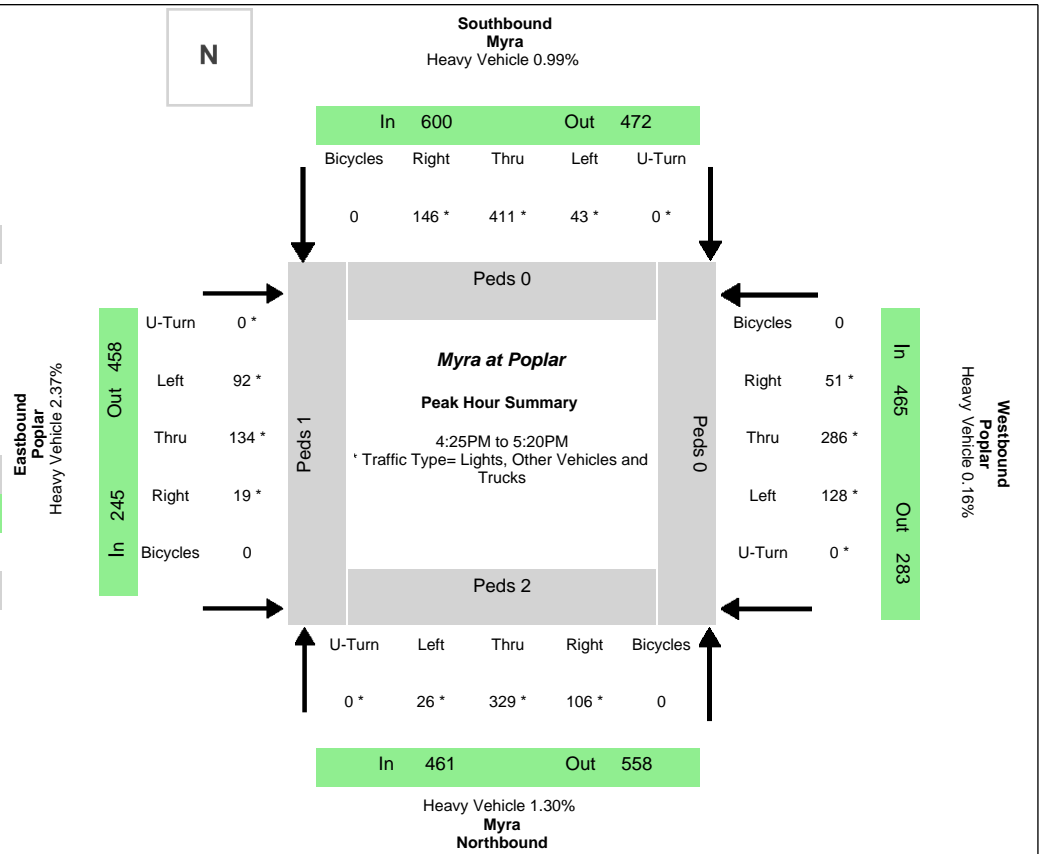 N
Southbound
Myra
Heavy Vehicle 0.99%
In 600 Out 472
Bicycles Right Thru Left U-Turn
0 146 * 411 * 43 * 0 *
Peds 0
Eastbound
Poplar
Heavy Vehicle 2.37%
In 245 Out 458
U-Turn 0 *
Left 92 *
Thru 134 *
Right 19 *
Bicycles 0
Peds 1
Myra at Poplar
Peak Hour Summary
4:25PM to 5:20PM
* Traffic Type= Lights, Other Vehicles and
Trucks
Peds 0
Bicycles 0
Right 51 *
Thru 286 *
Left 128 *
U-Turn 0 *
In 465 Out 283
Westbound
Poplar
Heavy Vehicle 0.16%
Peds 2
U-Turn Left Thru Right Bicycles
0 * 26 * 329 * 106 * 0
In 461 Out 558
Heavy Vehicle 1.30%
Myra
Northbound